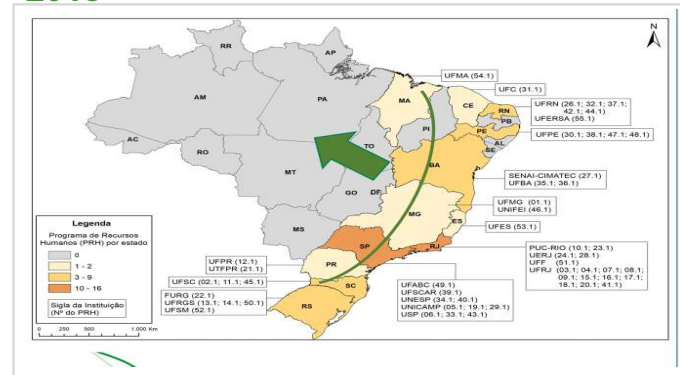 N
RR
AP
AM
PA
MA
CE
RN
PB
PE
AL
SE
PI
AC
RO
TO
BA
MT
GO
DF
MG
ES
MS
SP
RJ
PR
SC
RS
UFMA (54.1)
UFC (31.1)
UFRN (26.1; 32.1; 37.1;
42.1; 44.1)
UFERSA (55.1)
UFPE (30.1; 38.1; 47.1; 48.1)
SENAI-CIMATEC (27.1)
UFBA (35.1; 36.1)
UFMG (01.1)
UNIFEI (46.1)
UFES (53.1)
PUC-RIO (10.1; 23.1)
UERJ (24.1; 28.1)
UFF (51.1)
UFRJ (03.1; 04.1; 07.1; 08.1;
09.1; 15.1; 16.1; 17.1;
18.1; 20.1; 41.1)
UFPR (12.1)
UTFPR (21.1)
UFSC (02.1; 11.1; 45.1)
FURG (22.1)
UFRGS (13.1; 14.1; 50.1)
UFSM (52.1)
UFABC (49.1)
UFSCAR (39.1)
UNESP (34.1; 40.1)
UNICAMP (05.1; 19.1; 29.1)
USP (06.1; 33.1; 43.1)
Legenda
Programa de Recursos
Humanos (PRH) por estado
0
1 - 2
3 - 9
10 - 16
Sigla da Instituição
(Nº do PRH)
0 250 500 1.000 Km